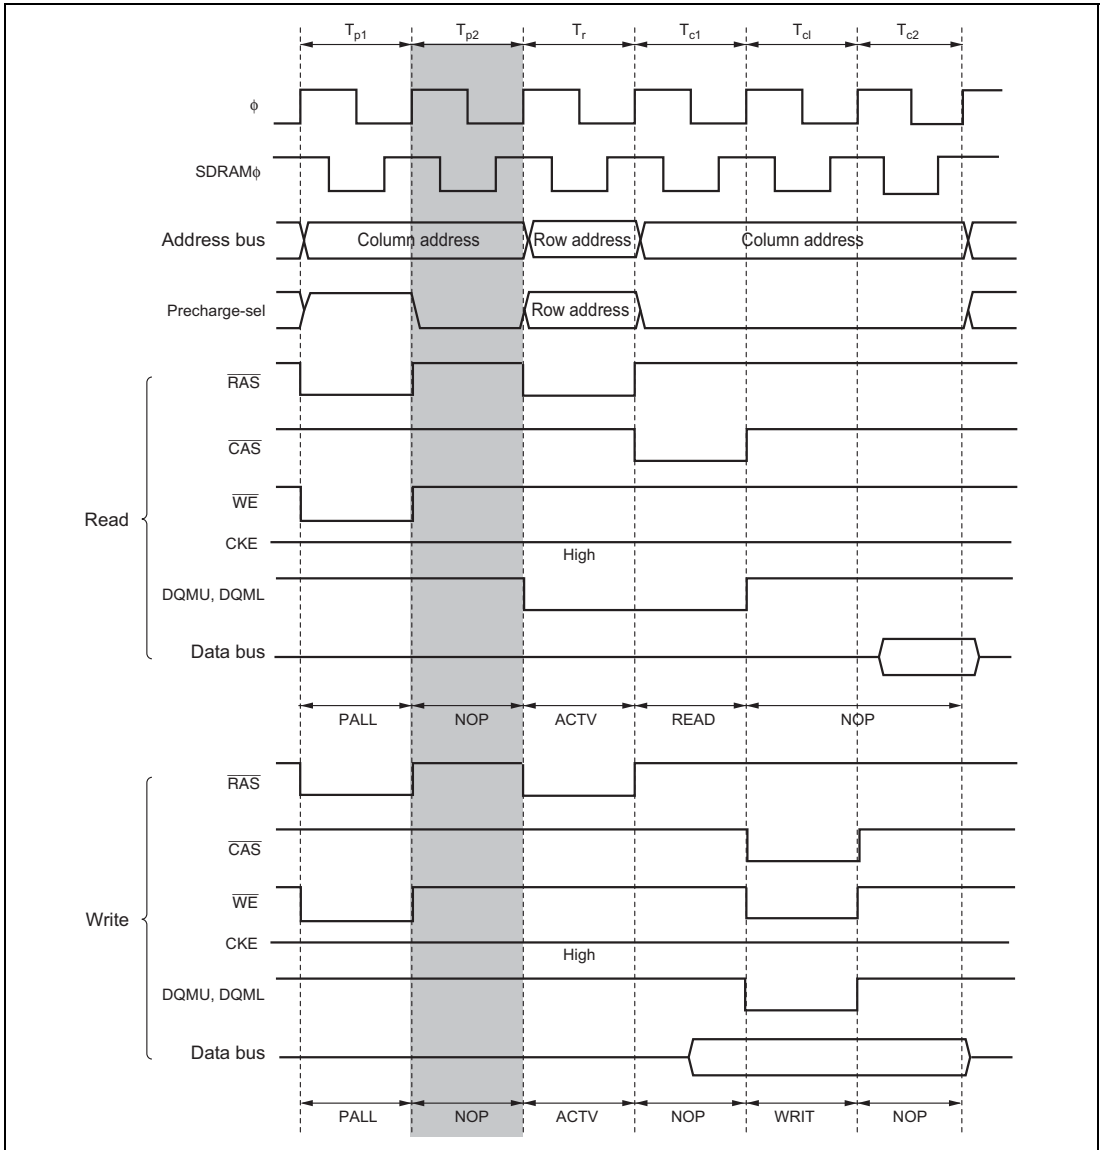 Tp1 Tp2 Tr Tc1 Tcl Tc2
ϕ
SDRAMϕ
Address bus Column address Row address Column address
Precharge-sel Row address
Read
RAS
CAS
WE
CKE High
DQMU, DQML
Data bus
PALL NOP ACTV READ NOP
Write
RAS
CAS
WE
CKE High
DQMU, DQML
Data bus
PALL NOP ACTV NOP WRIT NOP